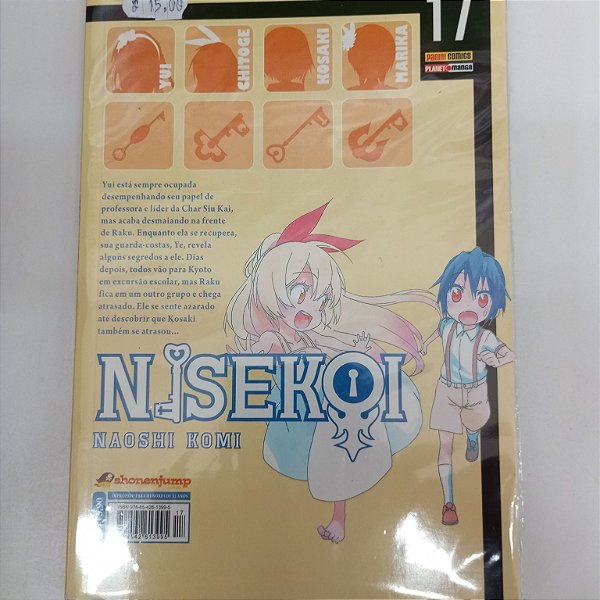 $ 15,00
17
YUI
CHITOGE
KOSAKI
MARIKA
PANINI COMICS
PLANET MANGA
Yui está sempre ocupada
desempenhando seu papel de
professora e líder da Char Siu Kai,
mas acaba desmaiando na frente
de Raku. Enquanto ela se recupera,
sua guarda-costas, Ye, revela
alguns segredos a ele. Dias
depois, todos vão para Kyoto
em excursão escolar, mas Raku
fica em um outro grupo e chega
atrasado. Ele se sente azarado
até descobrir que Kosaki
também se atrasou...
NISEKOI
NAOSHI KOMI
shonenjump